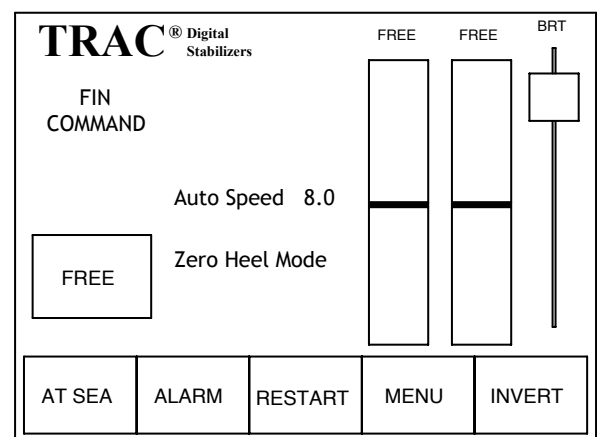 TRAC® Digital
Stabilizers
FREE
FREE
BRT
FIN
COMMAND
Auto Speed 8.0
Zero Heel Mode
FREE
AT SEA
ALARM
RESTART
MENU
INVERT